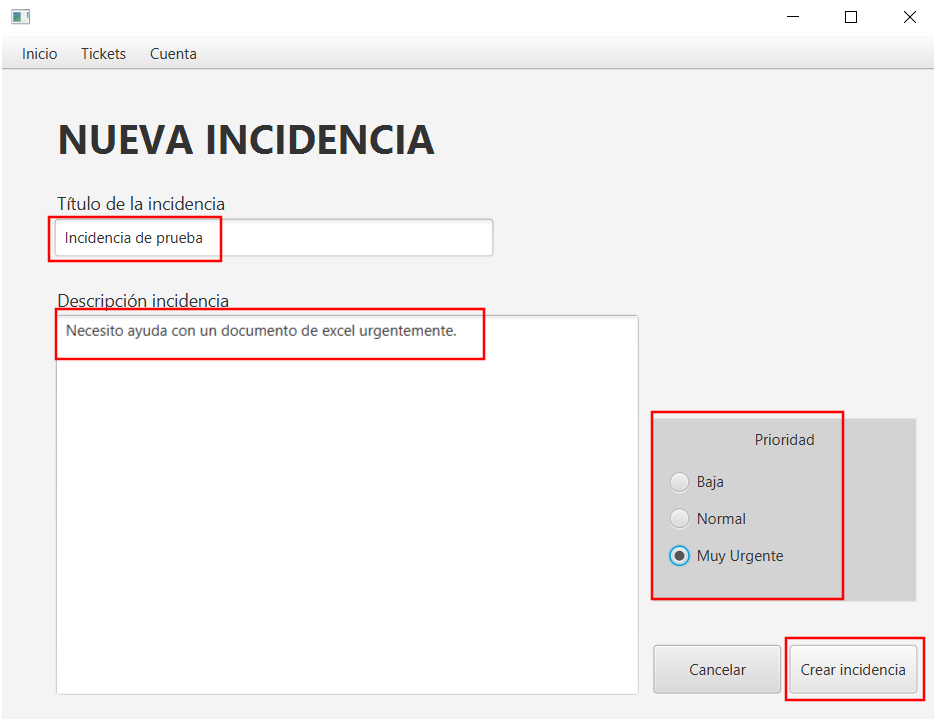 Inicio Tickets Cuenta
NUEVA INCIDENCIA
Título de la incidencia
Incidencia de prueba
Descripción incidencia
Necesito ayuda con un documento de excel urgentemente.
Prioridad
Baja
Normal
Muy Urgente
Cancelar Crear incidencia